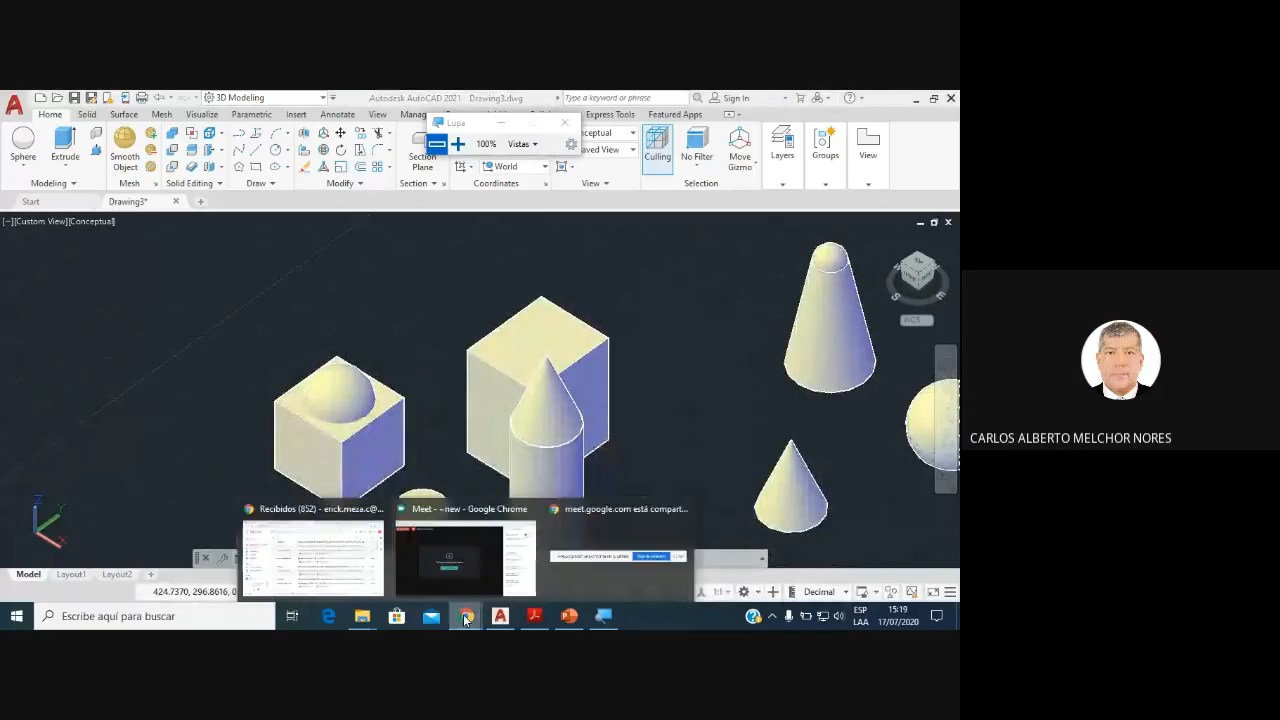 3D Modeling
Autodesk AutoCAD 2021 Drawing3.dwg
Type a keyword or phrase
Sign In
Home Solid Surface Mesh Visualize Parametric Insert Annotate View Manag Express Tools Featured Apps
Lupa
100% Vistas
Sphere Extrude Smooth Object Section Plane
World
Culling No Filter Move Gizmo Layers Groups View
Modeling Mesh Solid Editing Draw Modify Section Coordinates View Selection
Start Drawing3*
[−][Custom View][Conceptual]
TOP
S E
WCS
Z
Y
CARLOS ALBERTO MELCHOR NORES
Recibidos (852) - erick.meza.c@...
Meet - ~new - Google Chrome
meet.google.com está compart...
Model Layout1 Layout2 +
424.7370, 296.8616, 0
1:1
Decimal
Escribe aquí para buscar
ESP
LAA
15:19
17/07/2020